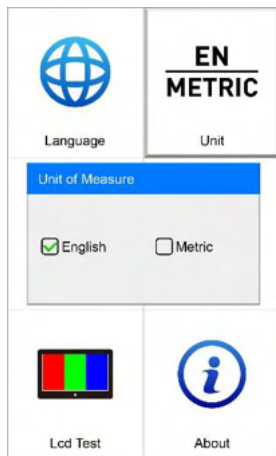 EN
METRIC
Language
Unit
Unit of Measure
English
Metric
Lcd Test
About